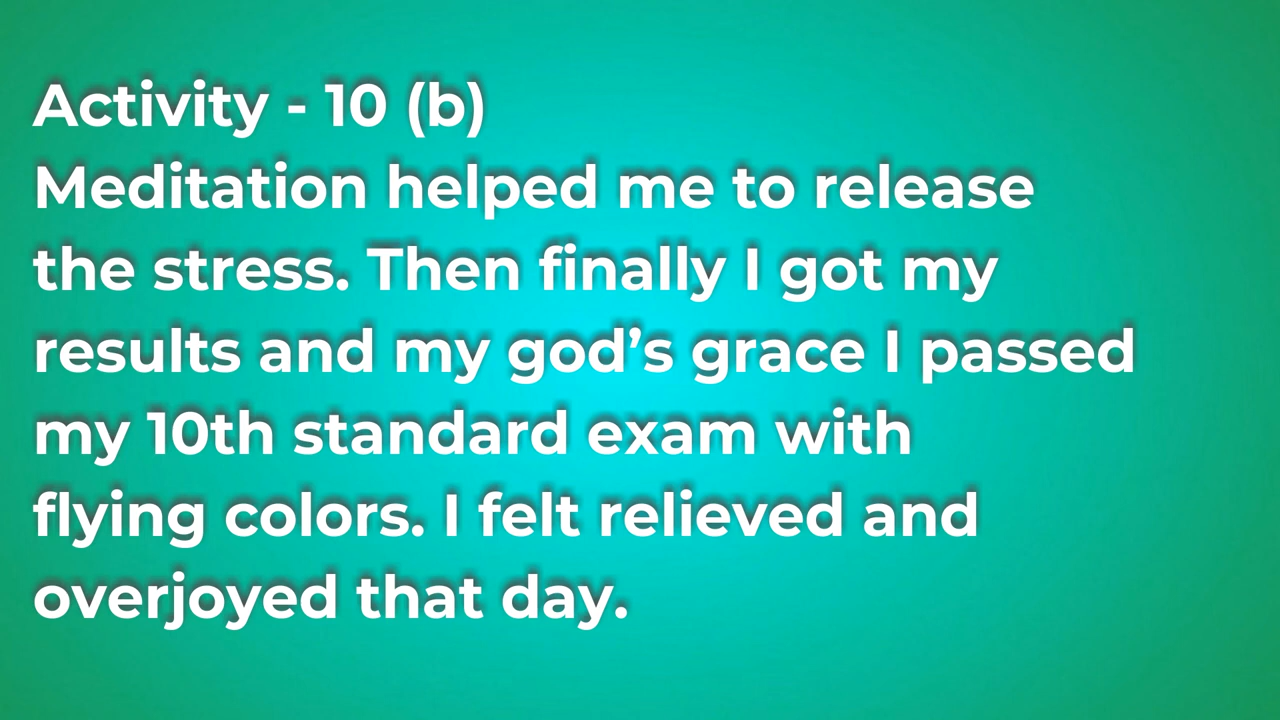 Activity - 10 (b)
Meditation helped me to release
the stress. Then finally I got my
results and my god’s grace I passed
my 10th standard exam with
flying colors. I felt relieved and
overjoyed that day.